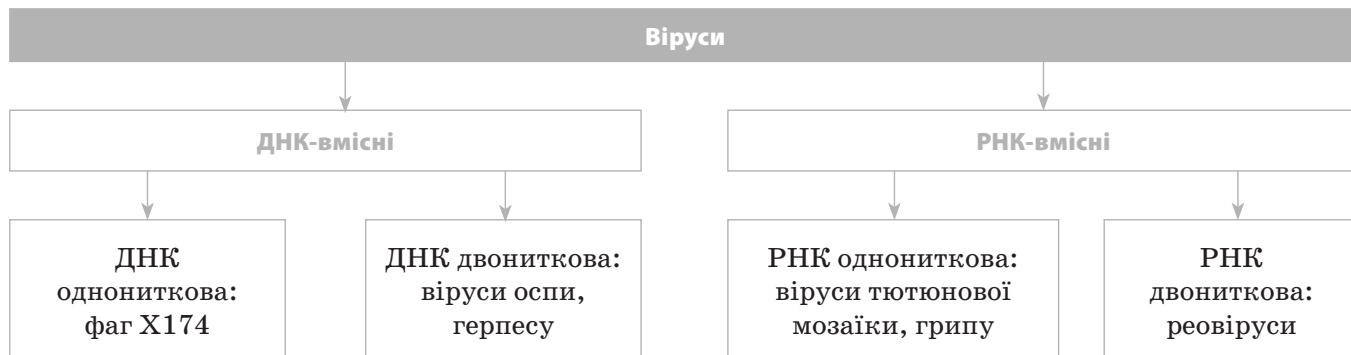 Віруси
ДНК-вмісні
РНК-вмісні
ДНК
однониткова:
фаг X174
ДНК двониткова:
віруси оспи,
герпесу
РНК однониткова:
віруси тютюнової
мозаїки, грипу
РНК
двониткова:
реовіруси